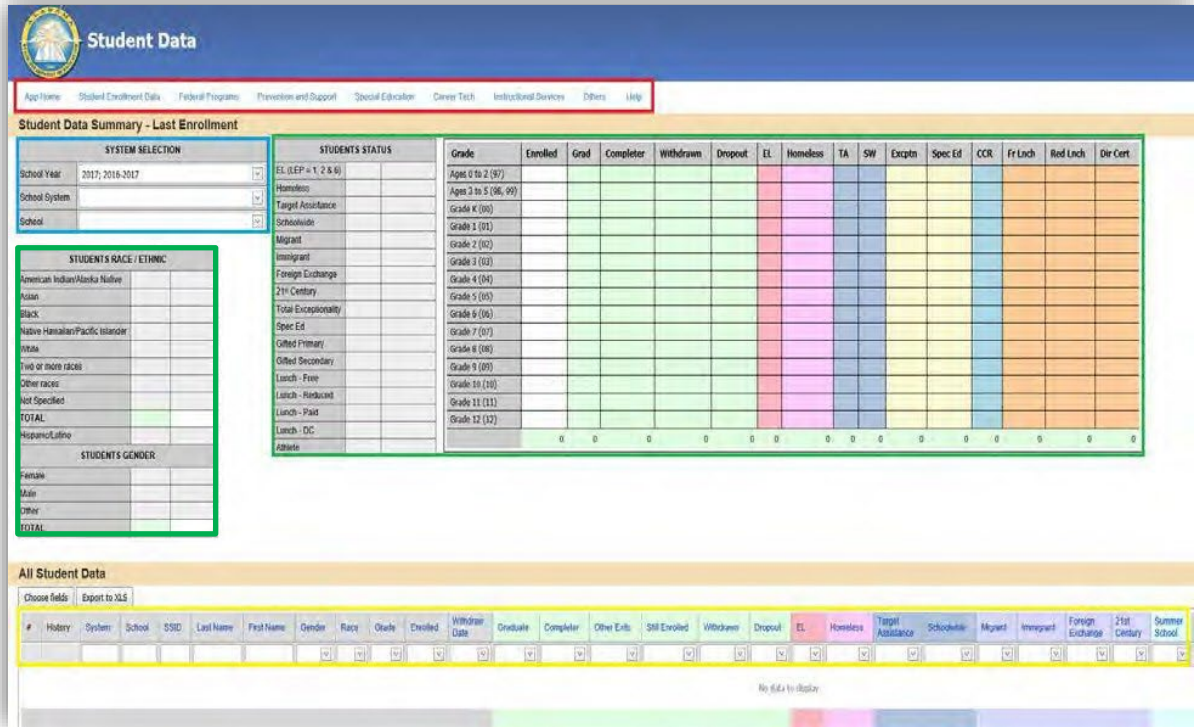 Student Data
App Home Student Enrollment Data Federal Programs Prevention and Support Special Education Career Tech Instructional Services Others Help
Student Data Summary - Last Enrollment
SYSTEM SELECTION
School Year 2017; 2016-2017
School System
School
STUDENTS RACE / ETHNIC
American Indian/Alaska Native
Asian
Black
Native Hawaiian/Pacific Islander
White
Two or more races
Other races
Not Specified
TOTAL
Hispanic/Latino
STUDENTS GENDER
Female
Male
Other
TOTAL
STUDENTS STATUS
EL (LEP = 1, 2 & 6)
Homeless
Target Assistance
Schoolwide
Migrant
Immigrant
Foreign Exchange
21st Century
Total Exceptionality
Spec Ed
Gifted Primary
Gifted Secondary
Lunch - Free
Lunch - Reduced
Lunch - Paid
Lunch - DC
Athlete
Grade Enrolled Grad Completer Withdrawn Dropout EL Homeless TA SW Excptn Spec Ed CCR Fr Lnch Red Lnch Dir Cert
Ages 0 to 2 (97)
Ages 3 to 5 (98, 99)
Grade K (00)
Grade 1 (01)
Grade 2 (02)
Grade 3 (03)
Grade 4 (04)
Grade 5 (05)
Grade 6 (06)
Grade 7 (07)
Grade 8 (08)
Grade 9 (09)
Grade 10 (10)
Grade 11 (11)
Grade 12 (12)
0 0 0 0 0 0 0 0 0 0 0 0 0 0 0
All Student Data
Choose fields Export to XLS
# History System School SSID Last Name First Name Gender Race Grade Enrolled Withdraw Date Graduate Completer Other Exits Still Enrolled Withdrawn Dropout EL Homeless Target Assistance Schoolwide Migrant Immigrant Foreign Exchange 21st Century Summer School
No data to display